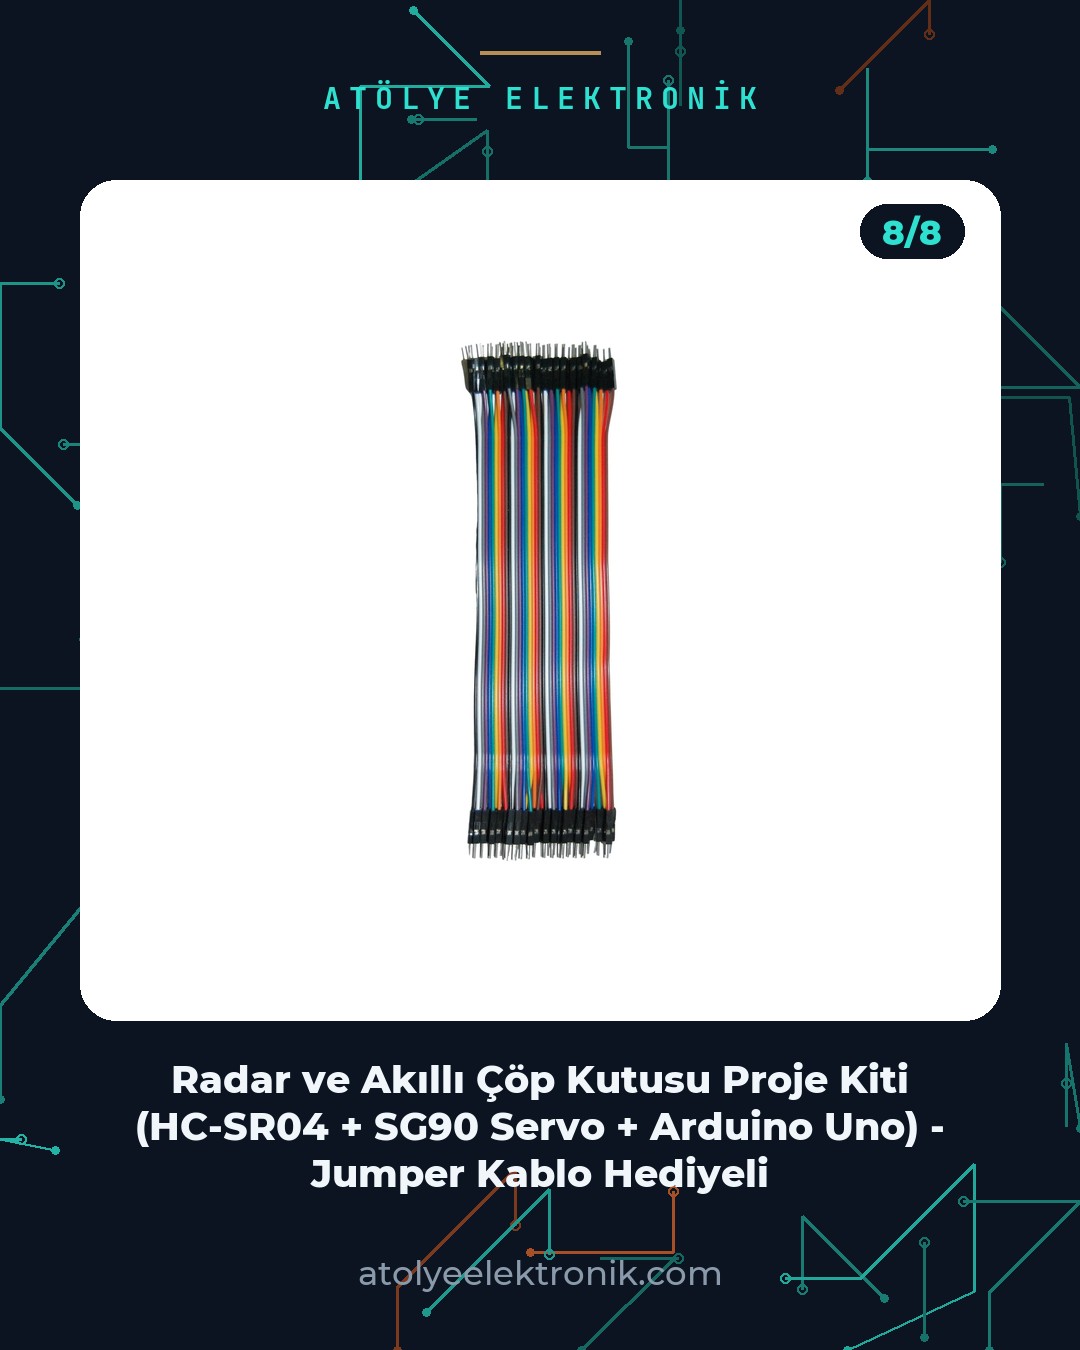 ATÖLYE ELEKTRONİK
8/8
Radar ve Akıllı Çöp Kutusu Proje Kiti
(HC-SR04 + SG90 Servo + Arduino Uno) -
Jumper Kablo Hediyeli
atolyeelektronik.com